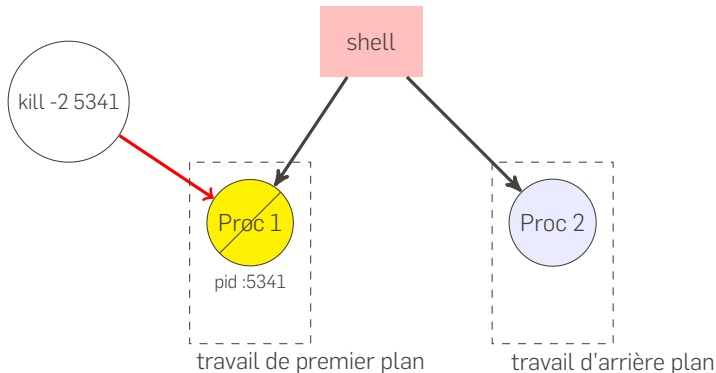 shell
kill -2 5341
Proc 1
Proc 2
pid :5341
travail de premier plan
travail d'arrière plan